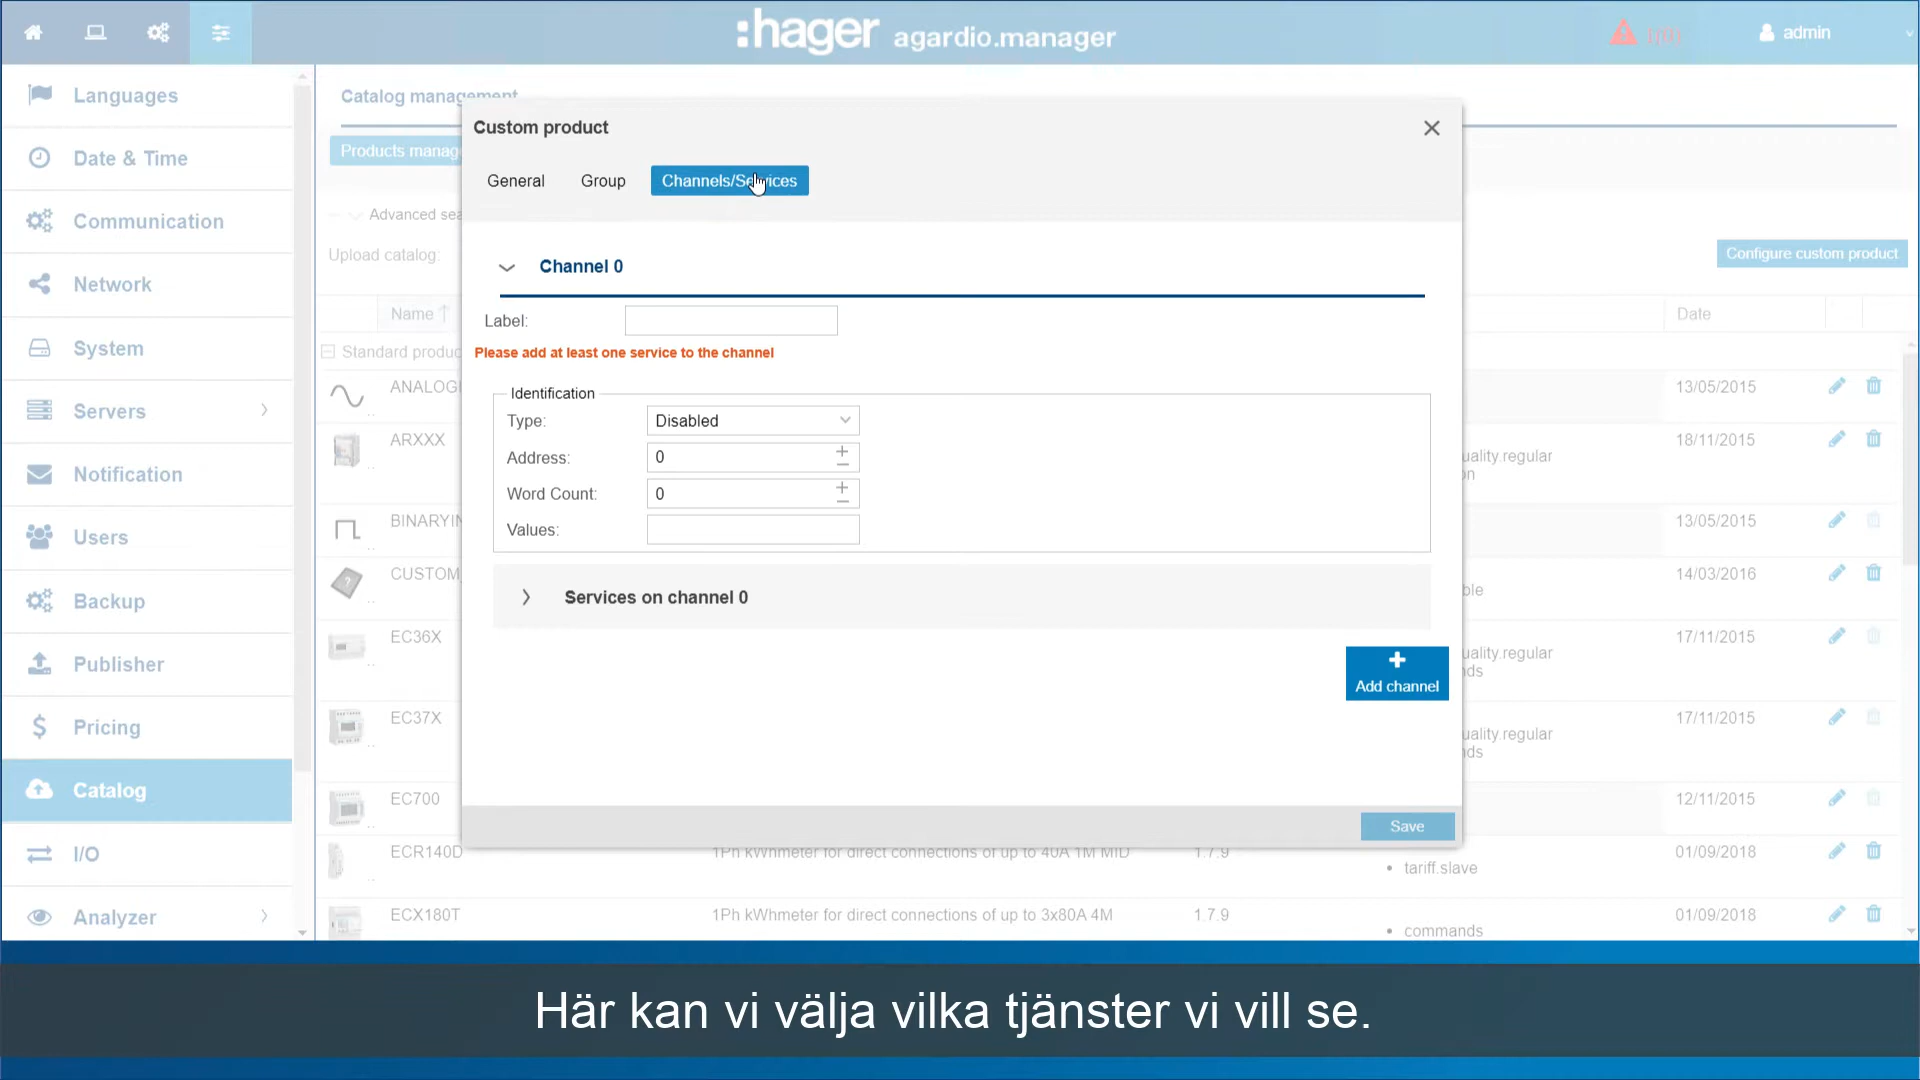 :hager agardio.manager
admin
Languages
Date & Time
Communication
Network
System
Servers
Notification
Users
Backup
Publisher
Pricing
Catalog
I/O
Analyzer
Catalog management
Products manag
Advanced sea
Upload catalog:
Configure custom product
Name
Date
Standard produc
ANALOG
13/05/2015
ARXXX
18/11/2015
uality.regular
on
BINARYIN
13/05/2015
CUSTOM
14/03/2016
ble
EC36X
17/11/2015
uality.regular
nds
EC37X
17/11/2015
uality.regular
nds
EC700
12/11/2015
ECR140D
1Ph kWhmeter for direct connections of up to 40A 1M MID
1.7.9
• tariff.slave
01/09/2018
ECX180T
1Ph kWhmeter for direct connections of up to 3x80A 4M
1.7.9
• commands
01/09/2018
Custom product
General Group Channels/Services
Channel 0
Label:
Please add at least one service to the channel
Identification
Type: Disabled
Address: 0
Word Count: 0
Values:
Services on channel 0
Add channel
Save
Här kan vi välja vilka tjänster vi vill se.